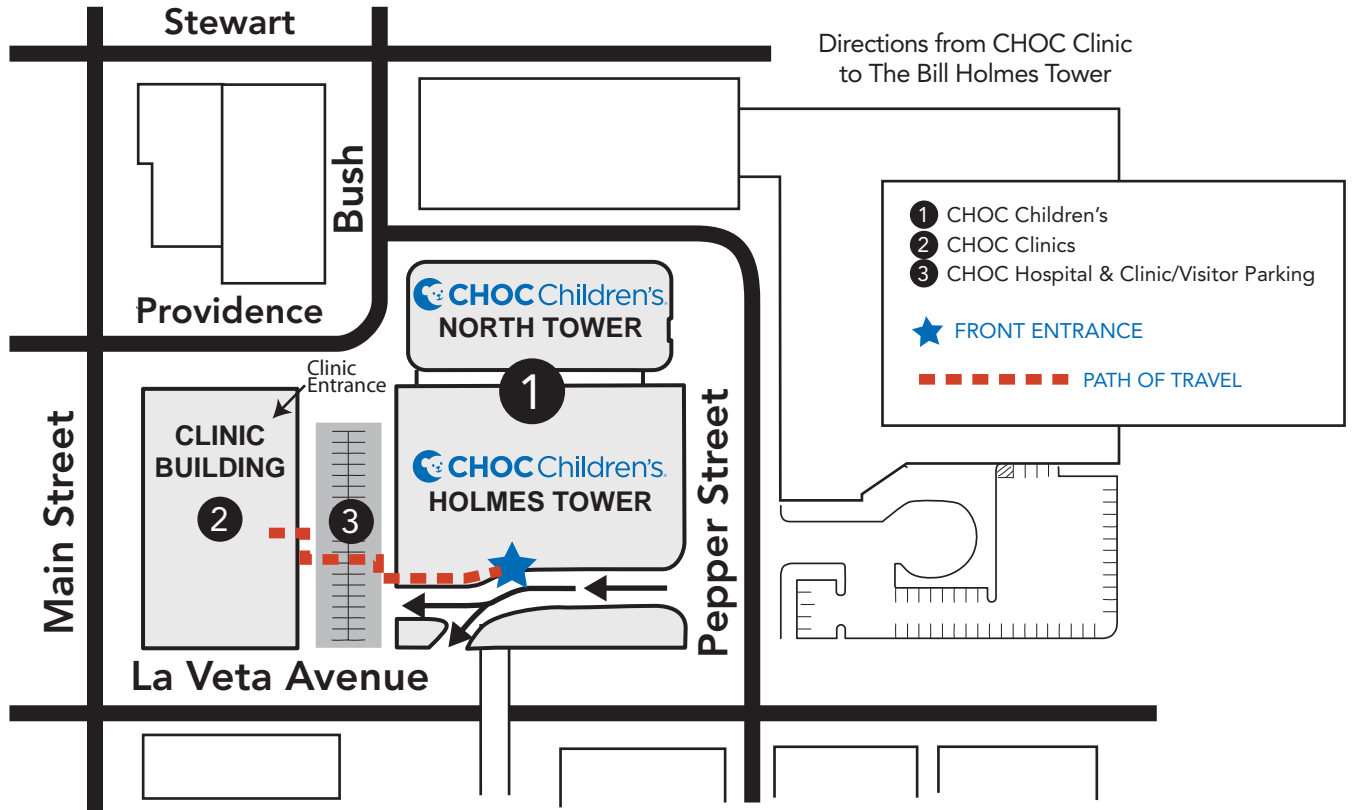 Stewart
Directions from CHOC Clinic
to The Bill Holmes Tower
Bush
1 CHOC Children's
2 CHOC Clinics
3 CHOC Hospital & Clinic/Visitor Parking
FRONT ENTRANCE
PATH OF TRAVEL
Providence
CHOC Children's.
NORTH TOWER
1
Clinic
Entrance
Main Street
CLINIC
BUILDING
2
3
CHOC Children's.
HOLMES TOWER
Pepper Street
La Veta Avenue